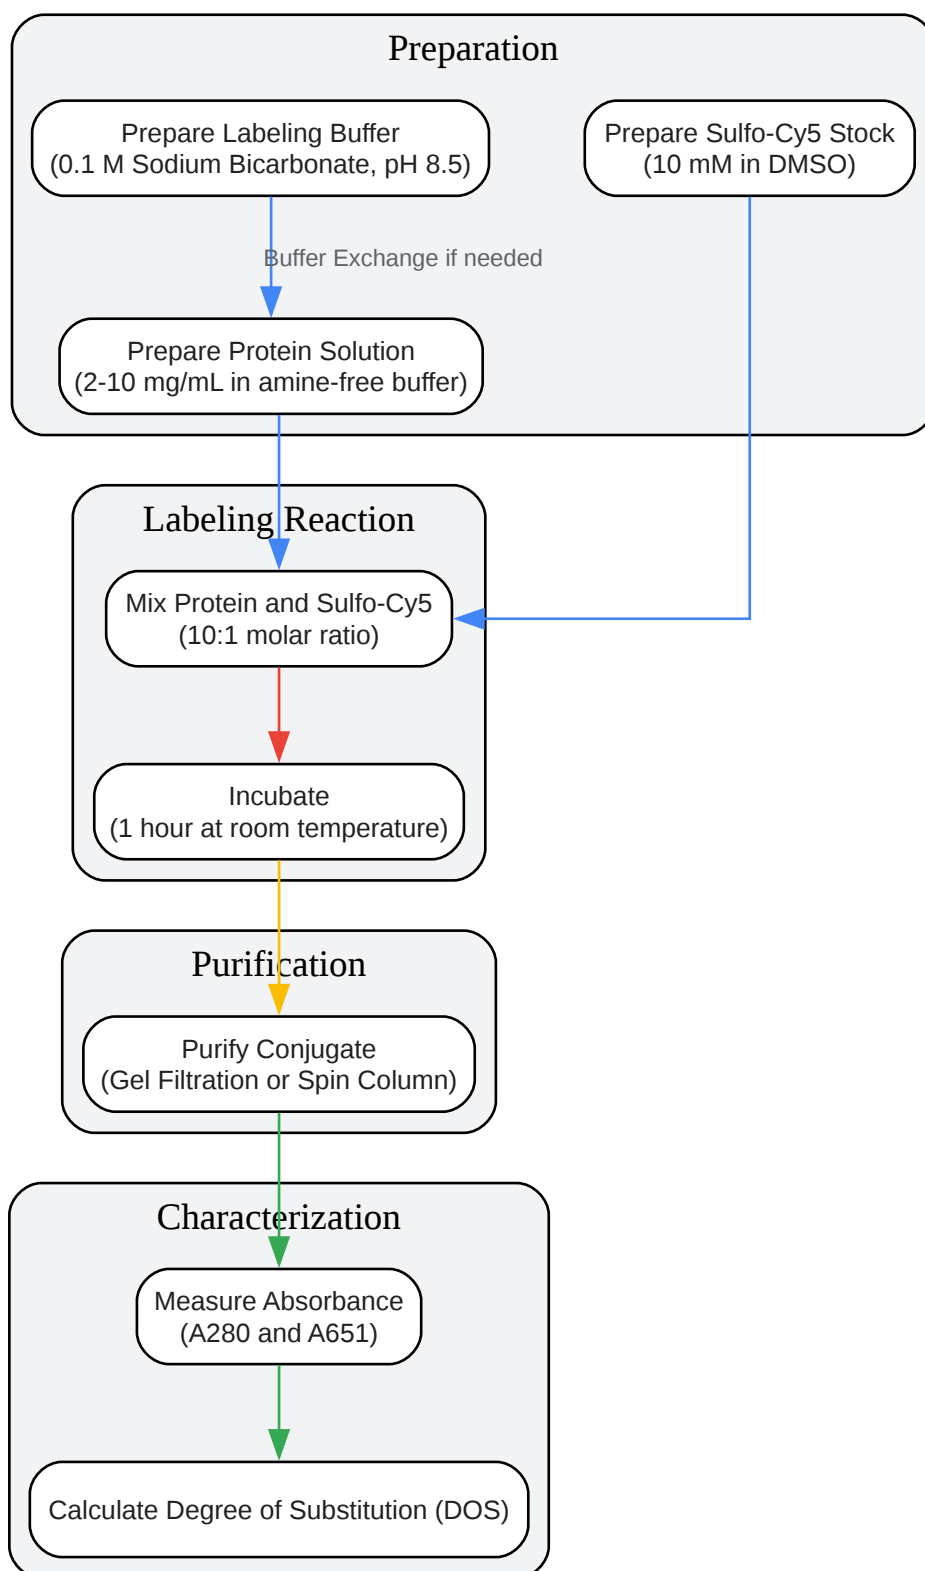 Preparation
Prepare Labeling Buffer
(0.1 M Sodium Bicarbonate, pH 8.5)
Prepare Sulfo-Cy5 Stock
(10 mM in DMSO)
Buffer Exchange if needed
Prepare Protein Solution
(2-10 mg/mL in amine-free buffer)
Labeling Reaction
Mix Protein and Sulfo-Cy5
(10:1 molar ratio)
Incubate
(1 hour at room temperature)
Purification
Purify Conjugate
(Gel Filtration or Spin Column)
Characterization
Measure Absorbance
(A280 and A651)
Calculate Degree of Substitution (DOS)